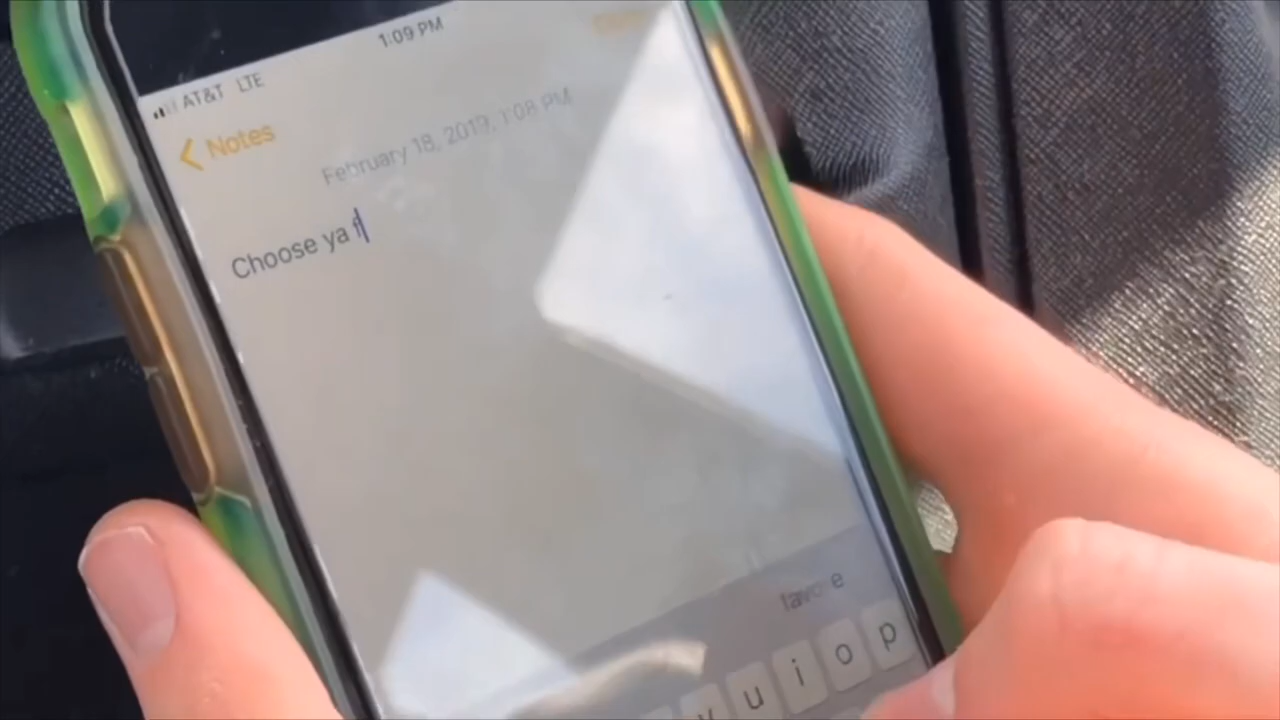 1:09 PM
AT&T LTE
Notes
February 18, 2019, 1:08 PM
Choose ya f
favorite
p
o
i
u
y